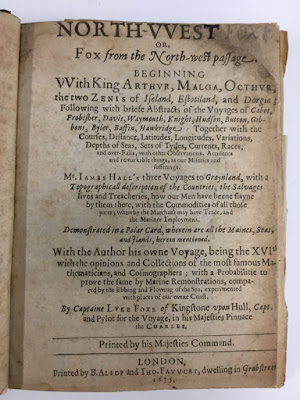 NORTH-VVEST
OR,
Fox from the North-west passage.
BEGINNING
VVith King ARTHVR, MALGA, OCTHVR,
the two ZENIS of Iseland, Estotiland, and Dorgia;
Following with briefe Abstracts of the Voyages of Cabot,
Frobisher, Davis, Waymouth, Knight, Hudson, Button, Gib-
bons, Bylot, Baffin, Hawkridge: Together with the
Courses, Distance, Latitudes, Longitudes, Variations,
Depths of Seas, Sets of Tydes, Currents, Races,
and over-Falls; with other Observations, Accidents
and remarkable things, as our Miseries and
sufferings.
Mr. IAMES HALL'S three Voyages to Groynland, with a
Topographicall description of the Countries, the Salvages
lives and Treacheries, how our Men have beene slayne
by them there, with the Commodities of all those
parts; whereby the Marchant may have Trade, and
the Mariner Imployment.
Demonstrated in a Polar Card, wherein are all the Maines, Seas,
and Ilands, herein mentioned.
With the Author his owne Voyage, being the XVIth
with the opinions and Collections of the most famous Ma-
thematicians, and Cosmographers; with a Probabilitie to
prove the same by Marine Remonstrations, compa-
red by the Ebbing and Flowing of the Sea, experimented
with places of our owne Coast.
By Captaine LVKE FOXE of Kingstone vpon Hull, Capt.
and Pylot for the Voyage, in his Majesties Pinnace
the CHARLES.
Printed by his Majesties Command.
LONDON,
Printed by B. ALSOP and THO. FAVVCET, dwelling in Grubstreet
1635.